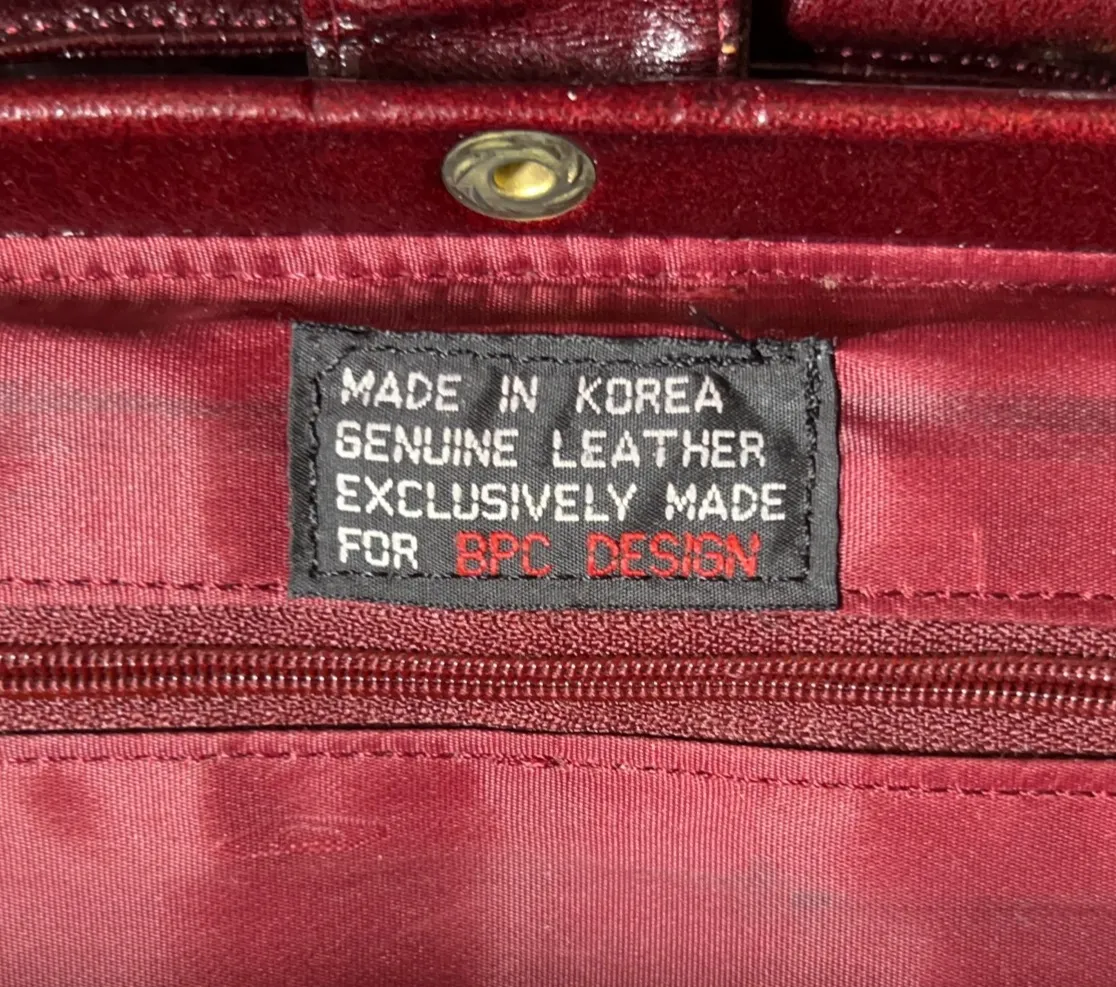 MADE IN KOREA
GENUINE LEATHER
EXCLUSIVELY MADE
FOR BPC DESIGN